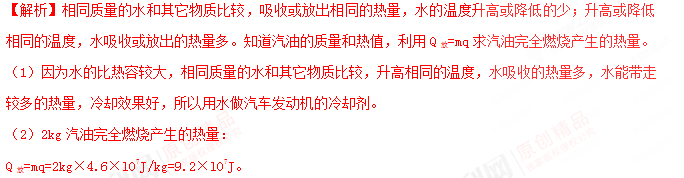 【解析】相同质量的水和其它物质比较，吸收或放出相同的热量，水的温度升高或降低的少；升高或降低
相同的温度，水吸收或放出的热量多。知道汽油的质量和热值，利用 Q 放=mq 求汽油完全燃烧产生的热量。
（1）因为水的比热容较大，相同质量的水和其它物质比较，升高相同的温度，水吸收的热量多，水能带走
较多的热量，冷却效果好，所以用水做汽车发动机的冷却剂。
（2）2kg 汽油完全燃烧产生的热量：
Q 放=mq=2kg×4.6×10⁷J/kg=9.2×10⁷J。
原创精品